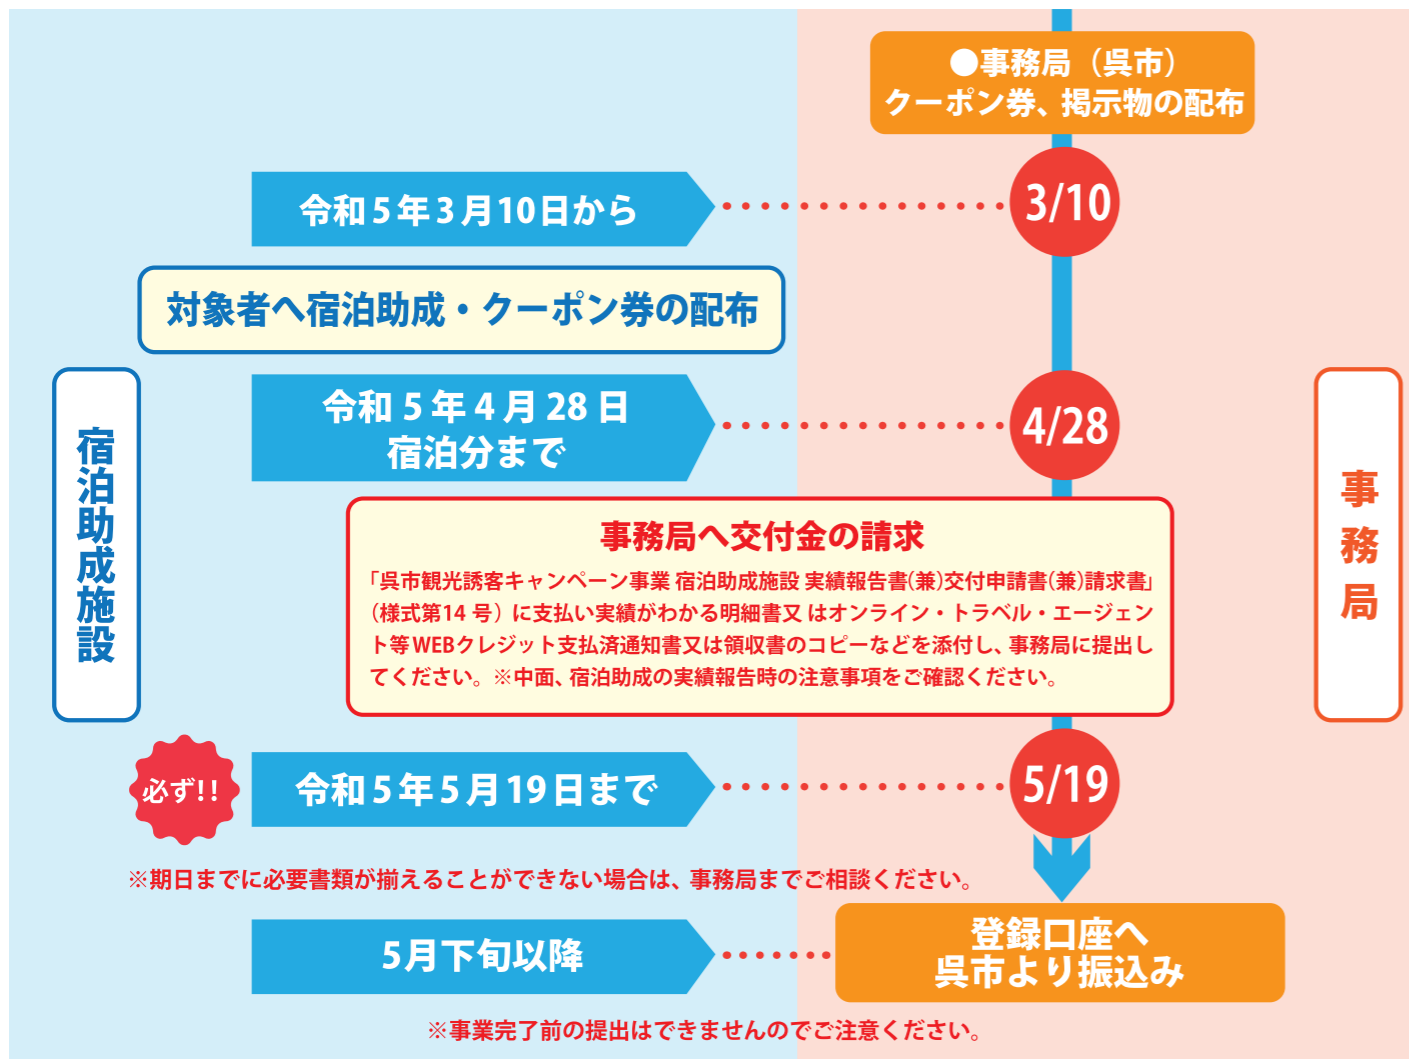 ●事務局（呉市）
クーポン券、掲示物の配布
令和5年3月10日から
3/10
対象者へ宿泊助成・クーポン券の配布
令和5年4月28日
宿泊分まで
4/28
宿泊助成施設
事務局
事務局へ交付金の請求
「呉市観光誘客キャンペーン事業 宿泊助成施設 実績報告書(兼)交付申請書(兼)請求書」
（様式第14号）に支払い実績がわかる明細書又はオンライン・トラベル・エージェン
ト等WEBクレジット支払済通知書又は領収書のコピーなどを添付し、事務局に提出し
てください。※中面、宿泊助成の実績報告時の注意事項をご確認ください。
必ず!!
令和5年5月19日まで
5/19
※期日までに必要書類が揃えることができない場合は、事務局までご相談ください。
5月下旬以降
登録口座へ
呉市より振込み
※事業完了前の提出はできませんのでご注意ください。